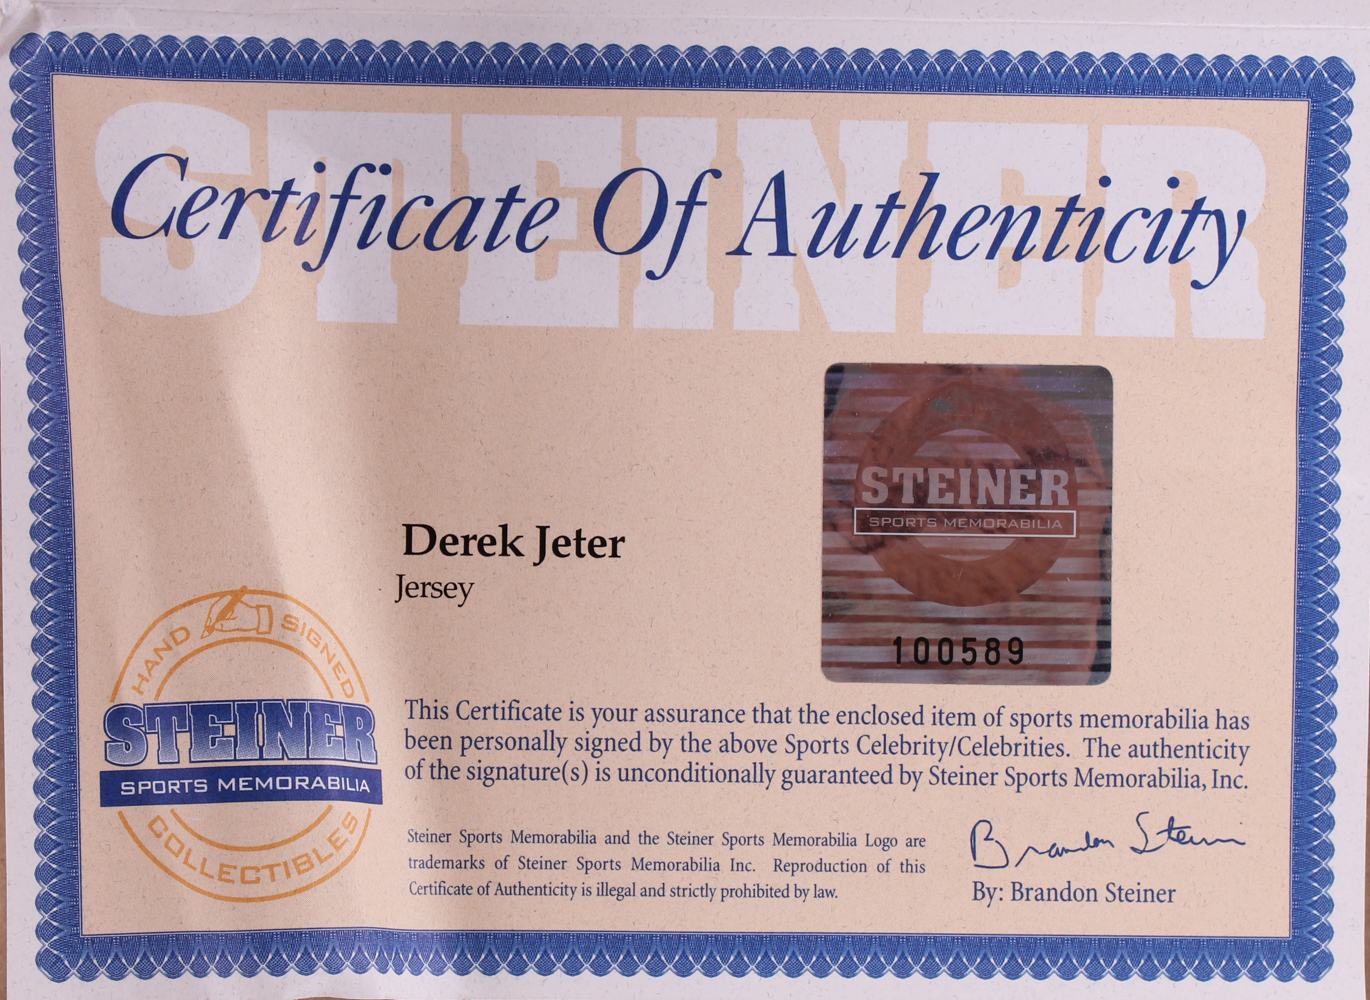 STEINER
Certificate Of Authenticity
STEINER
SPORTS MEMORABILIA
100589
Derek Jeter
Jersey
HAND SIGNED
STEINER
SPORTS MEMORABILIA
COLLECTIBLES
This Certificate is your assurance that the enclosed item of sports memorabilia has
been personally signed by the above Sports Celebrity/Celebrities. The authenticity
of the signature(s) is unconditionally guaranteed by Steiner Sports Memorabilia, Inc.
Steiner Sports Memorabilia and the Steiner Sports Memorabilia Logo are
trademarks of Steiner Sports Memorabilia Inc. Reproduction of this
Certificate of Authenticity is illegal and strictly prohibited by law.
Brandon Steiner
By: Brandon Steiner